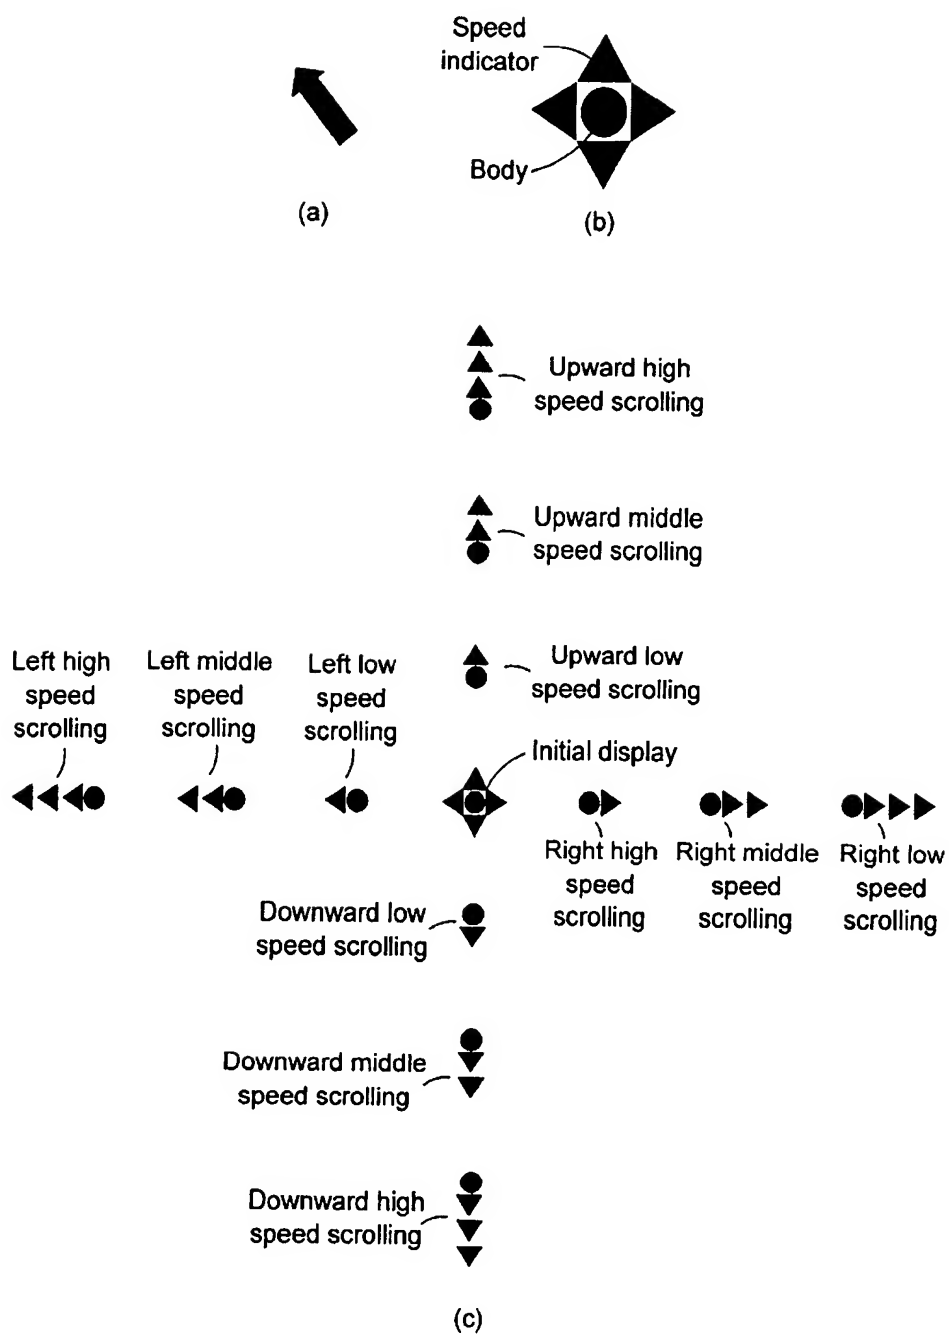 Speed
indicator
Body
(a)
(b)
Upward high
speed scrolling
Upward middle
speed scrolling
Upward low
speed scrolling
Left high
speed
scrolling
Left middle
speed
scrolling
Left low
speed
scrolling
Initial display
Right high
speed
scrolling
Right middle
speed
scrolling
Right low
speed
scrolling
Downward low
speed scrolling
Downward middle
speed scrolling
Downward high
speed scrolling
(c)